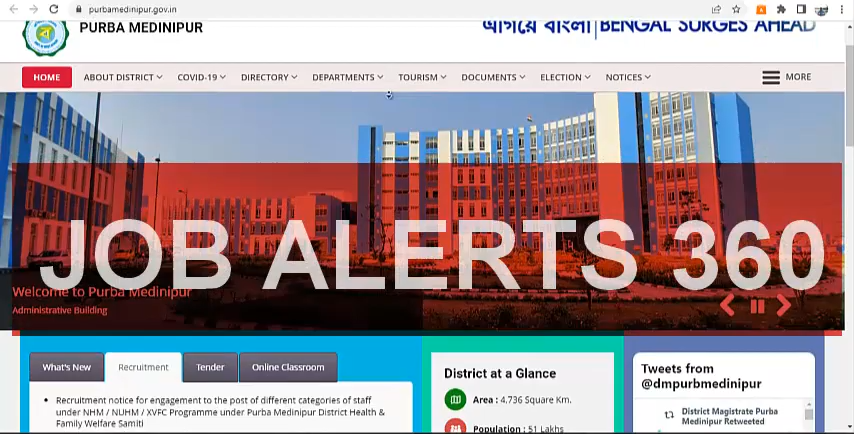 purbamedinipur.gov.in
PURBA MEDINIPUR
এগিয়ে বাংলা | BENGAL SURGES AHEAD
HOME ABOUT DISTRICT COVID-19 DIRECTORY DEPARTMENTS TOURISM DOCUMENTS ELECTION NOTICES MORE
JOB ALERTS 360
Welcome to Purba Medinipur
Administrative Building
What's New Recruitment Tender Online Classroom
Recruitment notice for engagement to the post of different categories of staff
under NHM / NUHM / XVFC Programme under Purba Medinipur District Health &
Family Welfare Samiti
District at a Glance
Area : 4,736 Square Km.
Population : 51 Lakhs
Tweets from
@dmpurbmedinipur
District Magistrate Purba
Medinipur Retweeted